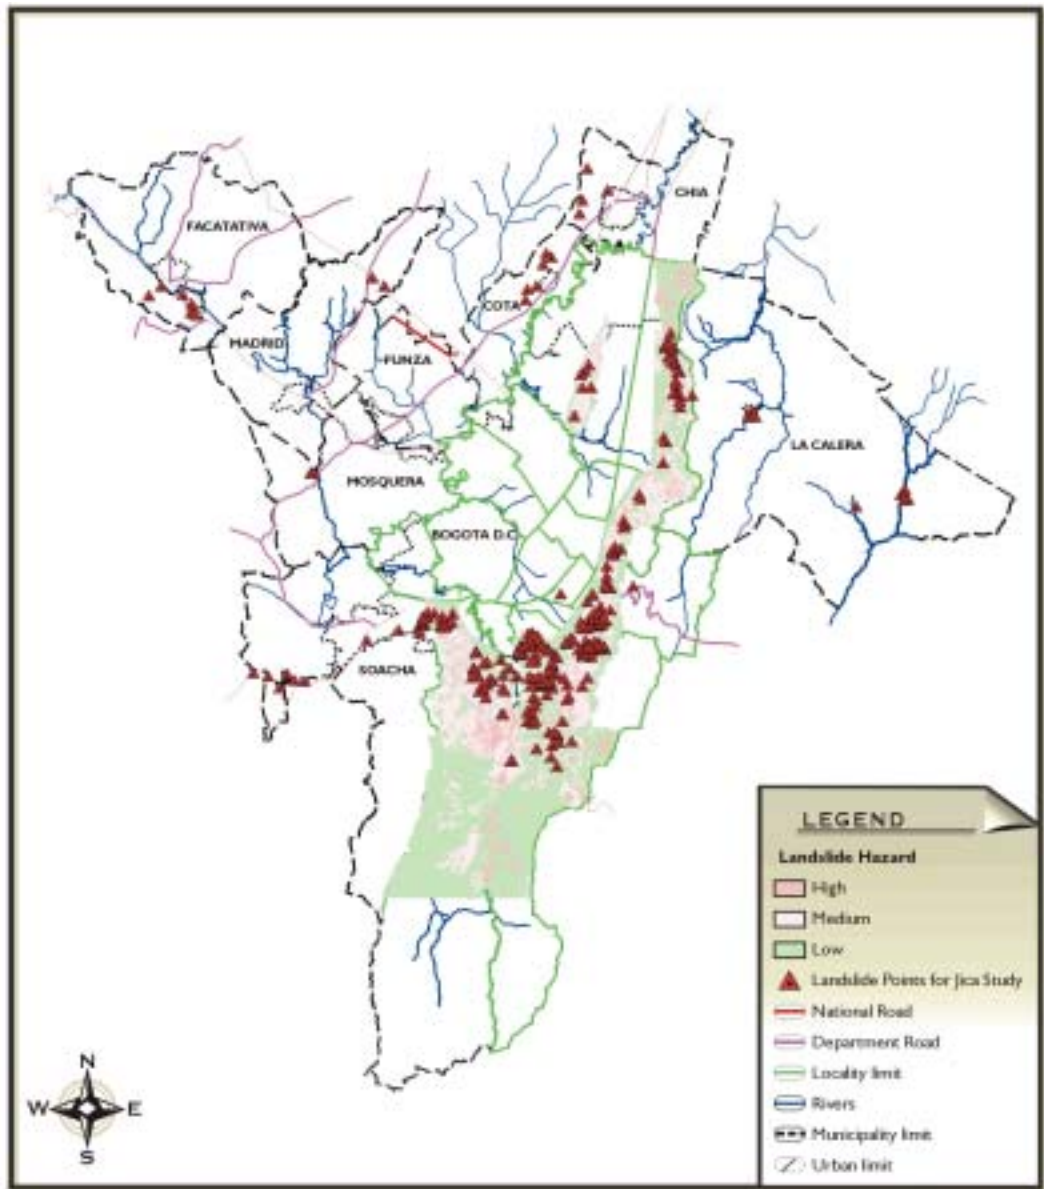 CHIA
FACATATIVA
COTA
MADRID
FUNZA
LA CALERA
MOSQUERA
BOGOTA D.C
SOACHA
LEGEND
Landslide Hazard
High
Medium
Low
Landslide Points for Jica Study
National Road
Department Road
Locality limit
Rivers
Municipality limit
Urban limit
N
W E
S